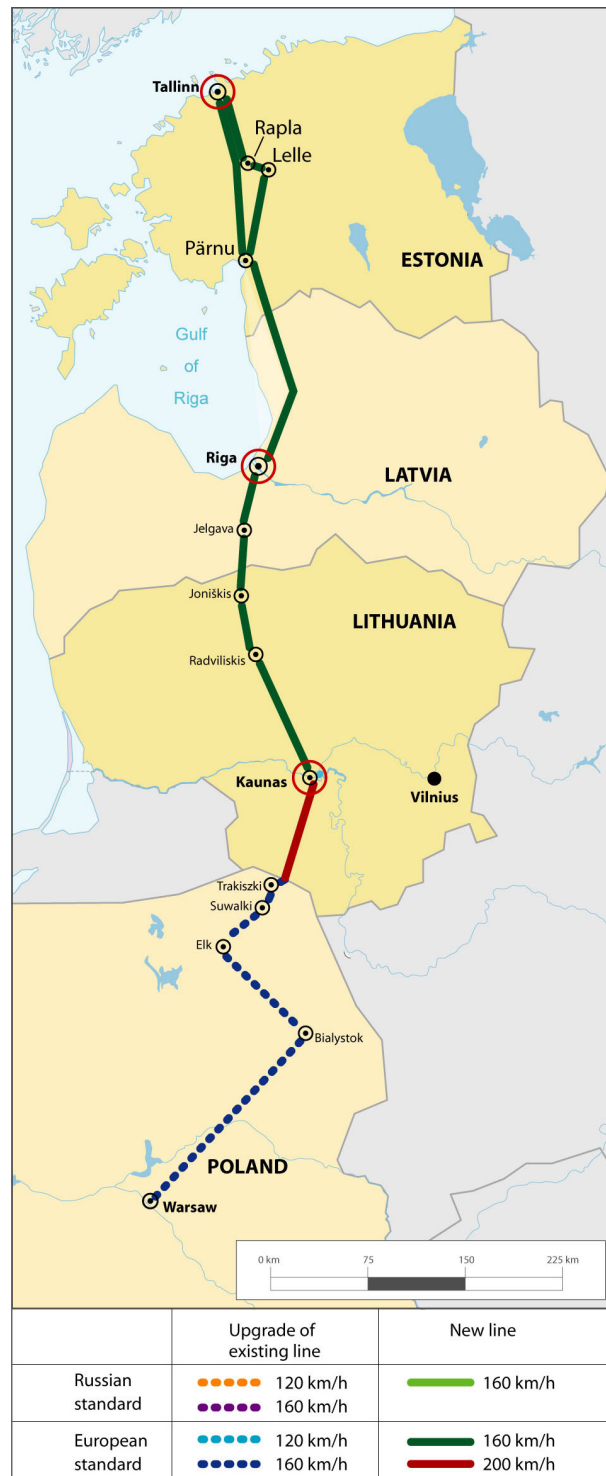 Tallinn
Rapla
Lelle
Pärnu
ESTONIA
Gulf
of
Riga
Riga
LATVIA
Jelgava
Joniškis
LITHUANIA
Radviliskis
Kaunas
Vilnius
Trakiszki
Suwalki
Elk
Bialystok
POLAND
Warsaw
0 km 75 150 225 km
Upgrade of
existing line
New line
Russian
standard
120 km/h
160 km/h
160 km/h
European
standard
120 km/h
160 km/h
160 km/h
200 km/h